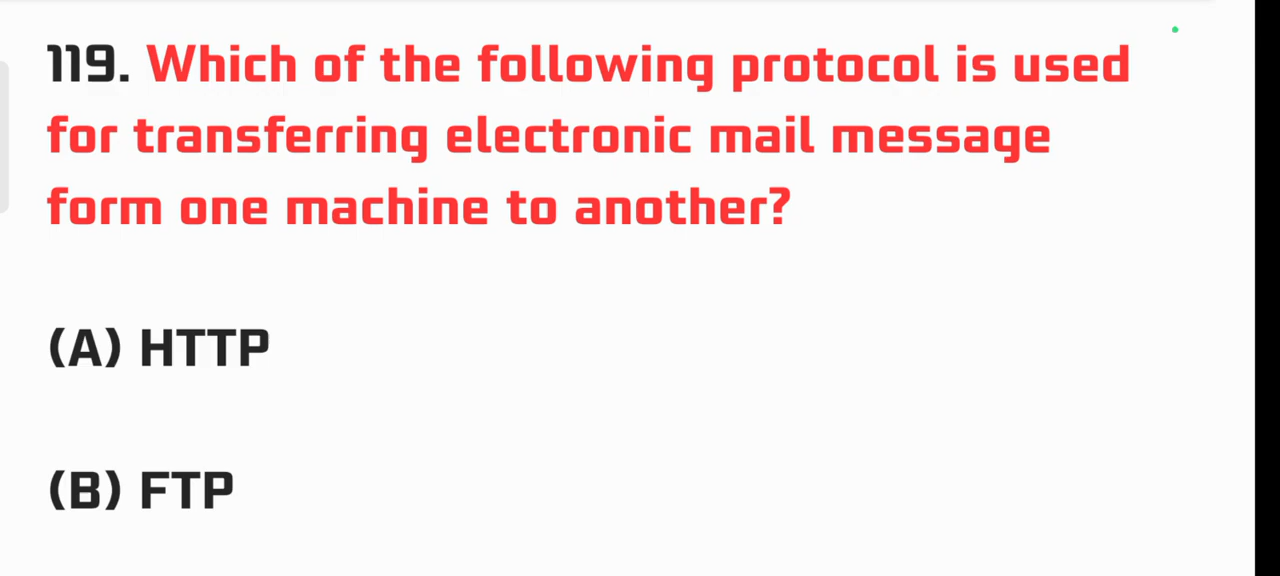 119. Which of the following protocol is used
for transferring electronic mail message
form one machine to another?
(A) HTTP
(B) FTP